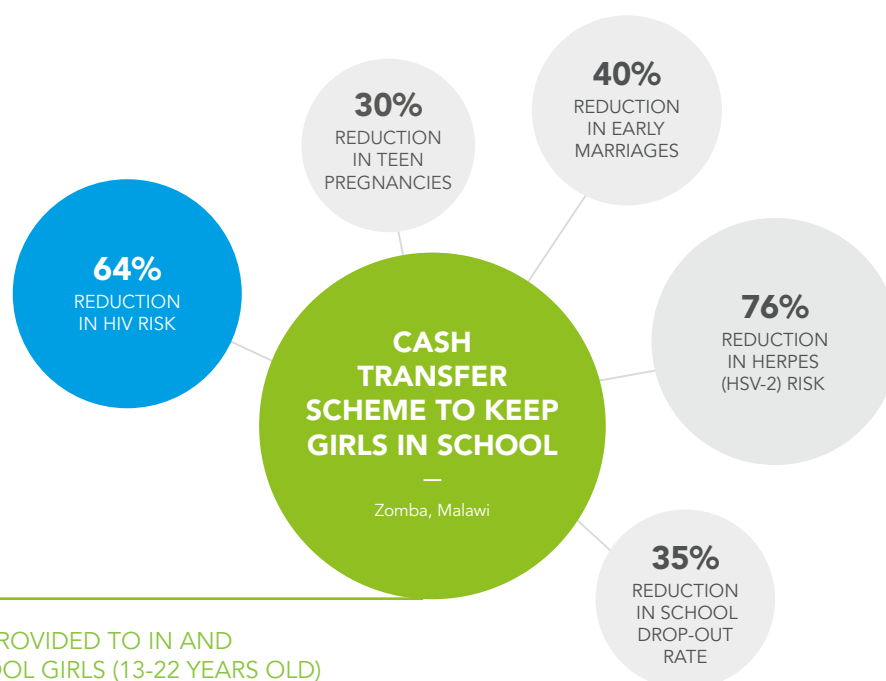 40%
REDUCTION
IN EARLY
MARRIAGES
30%
REDUCTION
IN TEEN
PREGNANCIES
64%
REDUCTION
IN HIV RISK
76%
REDUCTION
IN HERPES
(HSV-2) RISK
CASH
TRANSFER
SCHEME TO KEEP
GIRLS IN SCHOOL
—
Zomba, Malawi
35%
REDUCTION
IN SCHOOL
DROP-OUT
RATE
TO IN AND
GIRLS (13-22 YEARS OLD)